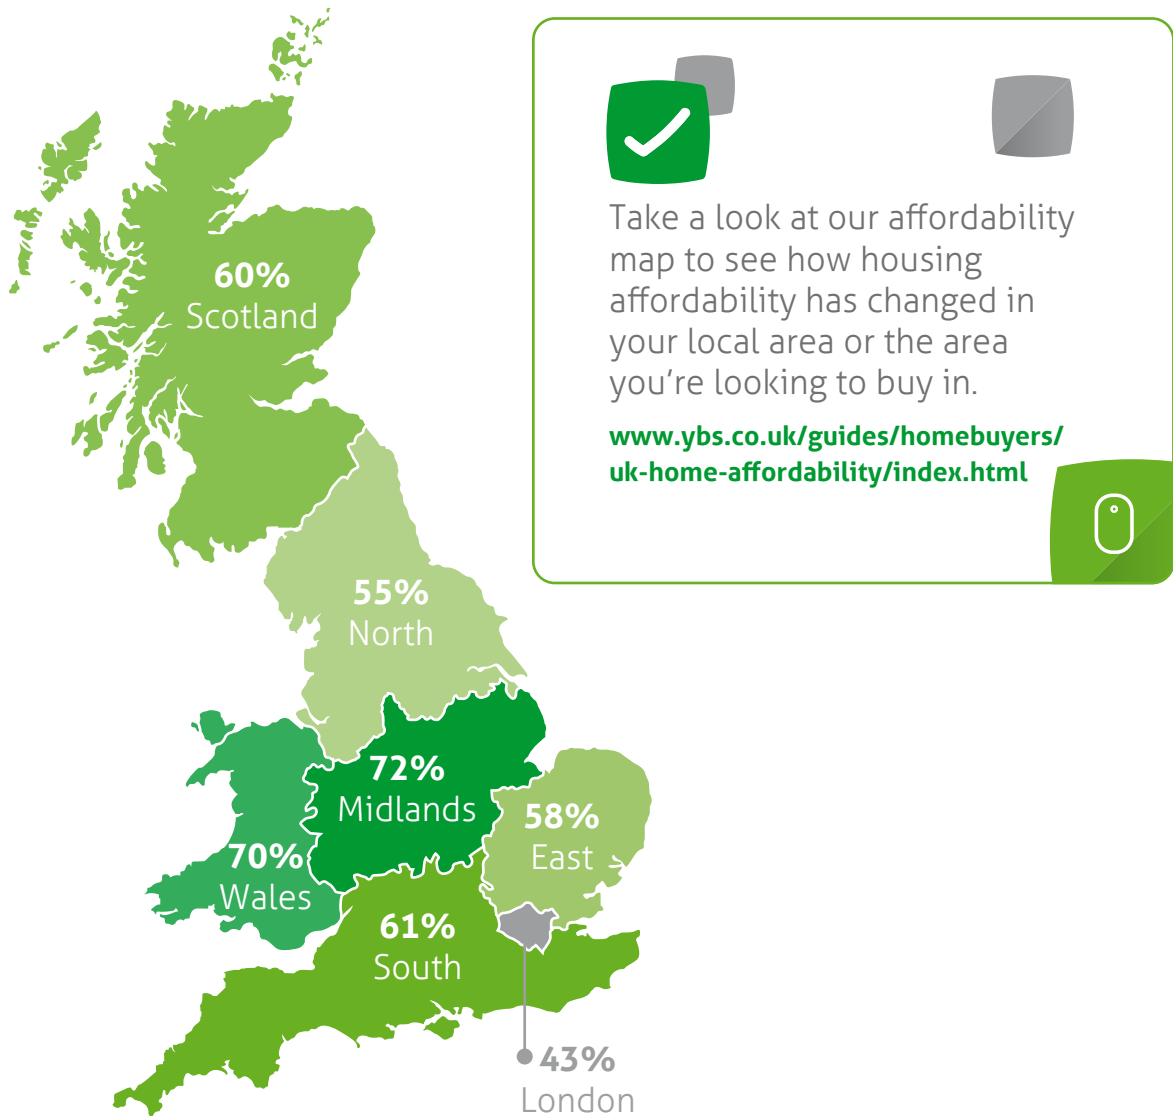 Take a look at our affordability
map to see how housing
affordability has changed in
your local area or the area
you’re looking to buy in.
www.ybs.co.uk/guides/homebuyers/
uk-home-affordability/index.html
60%
Scotland
55%
North
72%
Midlands
58%
East
70%
Wales
61%
South
43%
London